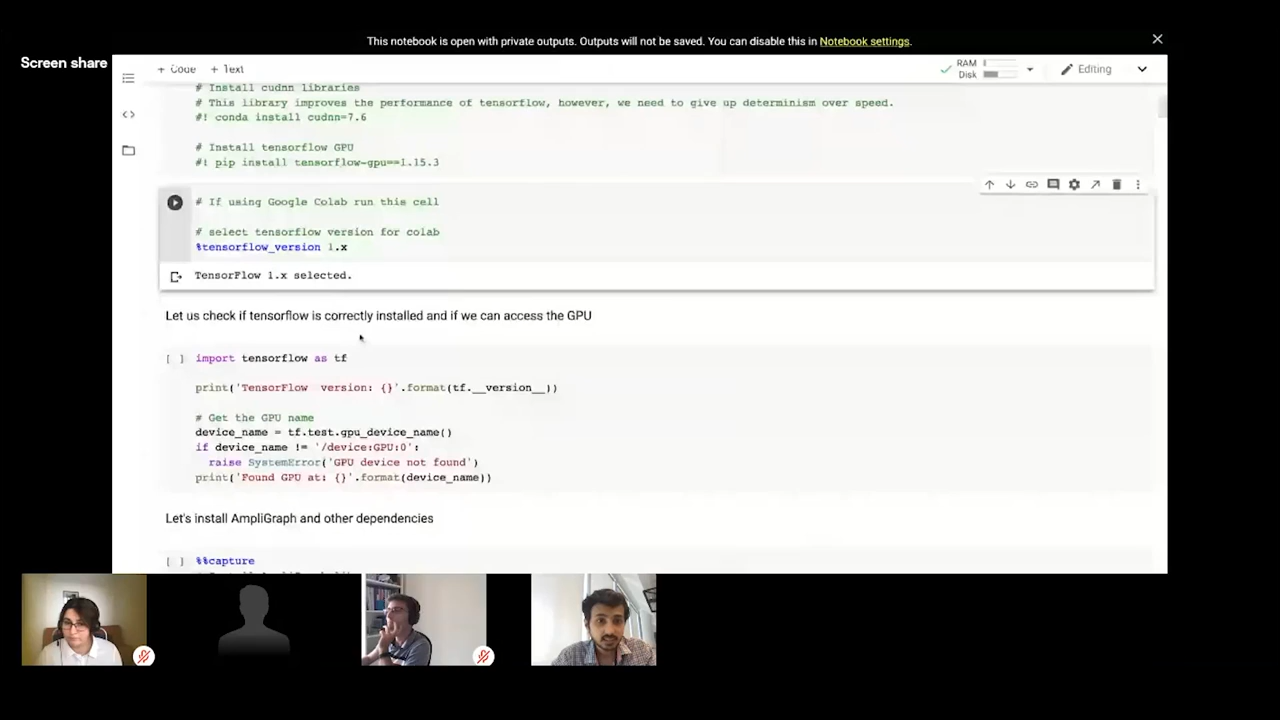 This notebook is open with private outputs. Outputs will not be saved. You can disable this in Notebook settings.
Screen share
+ Code + Text
RAM
Disk
Editing
# Install cudnn libraries
# This library improves the performance of tensorflow, however, we need to give up determinism over speed.
#! conda install cudnn=7.6
# Install tensorflow GPU
#! pip install tensorflow-gpu==1.15.3
# If using Google Colab run this cell
# select tensorflow version for colab
%tensorflow_version 1.x
TensorFlow 1.x selected.
Let us check if tensorflow is correctly installed and if we can access the GPU
[ ] import tensorflow as tf
print('TensorFlow  version: {}'.format(tf.__version__))
# Get the GPU name
device_name = tf.test.gpu_device_name()
if device_name != '/device:GPU:0':
  raise SystemError('GPU device not found')
print('Found GPU at: {}'.format(device_name))
Let's install AmpliGraph and other dependencies
[ ] %%capture